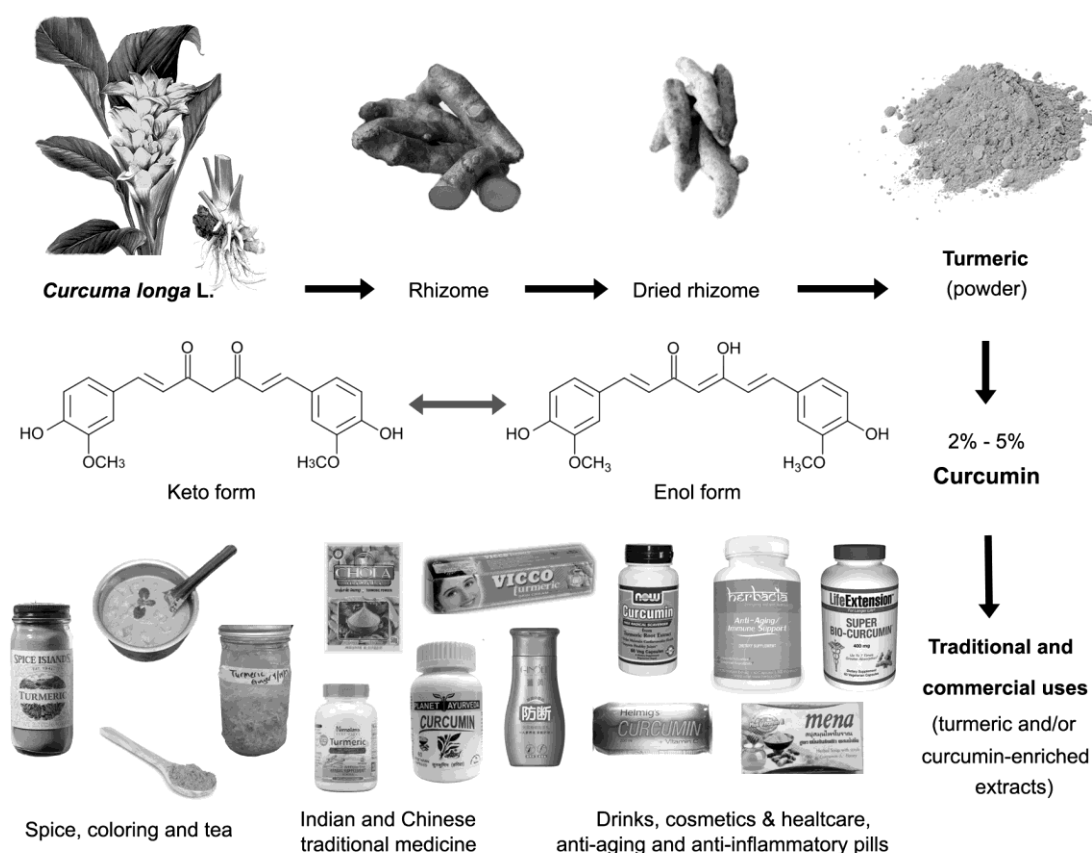 Curcuma longa L.
Rhizome
Dried rhizome
Turmeric
(powder)
O
O
HO
OCH3
H3CO
OH
Keto form
O
OH
HO
OCH3
H3CO
OH
Enol form
2% - 5%
Curcumin
SPICE ISLANDS
TURMERIC
Turmeric
Spice, coloring and tea
CHOLA
VICCO
turmeric
Turmeric
PLANET AYURVEDA
CURCUMIN
防断
Indian and Chinese
traditional medicine
NOW
Curcumin
herbacia
Anti-Aging/
Immune Support
LifeExtension
SUPER
BIO-CURCUMIN
400 mg
Helmig's
CURCUMIN
mena
Drinks, cosmetics & healtcare,
anti-aging and anti-inflammatory pills
Traditional and
commercial uses
(turmeric and/or
curcumin-enriched
extracts)